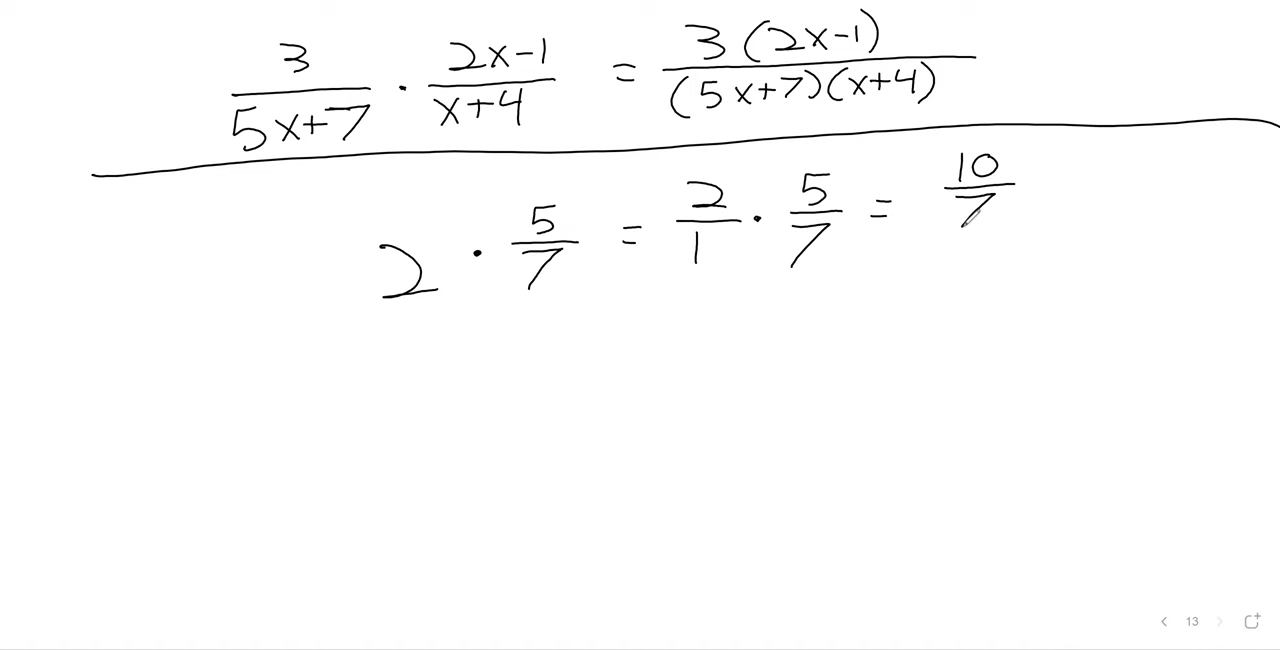 3/(5x+7) · (2x-1)/(x+4) = 3(2x-1)/((5x+7)(x+4))
2 · 5/7 = 2/1 · 5/7 = 10/7
13